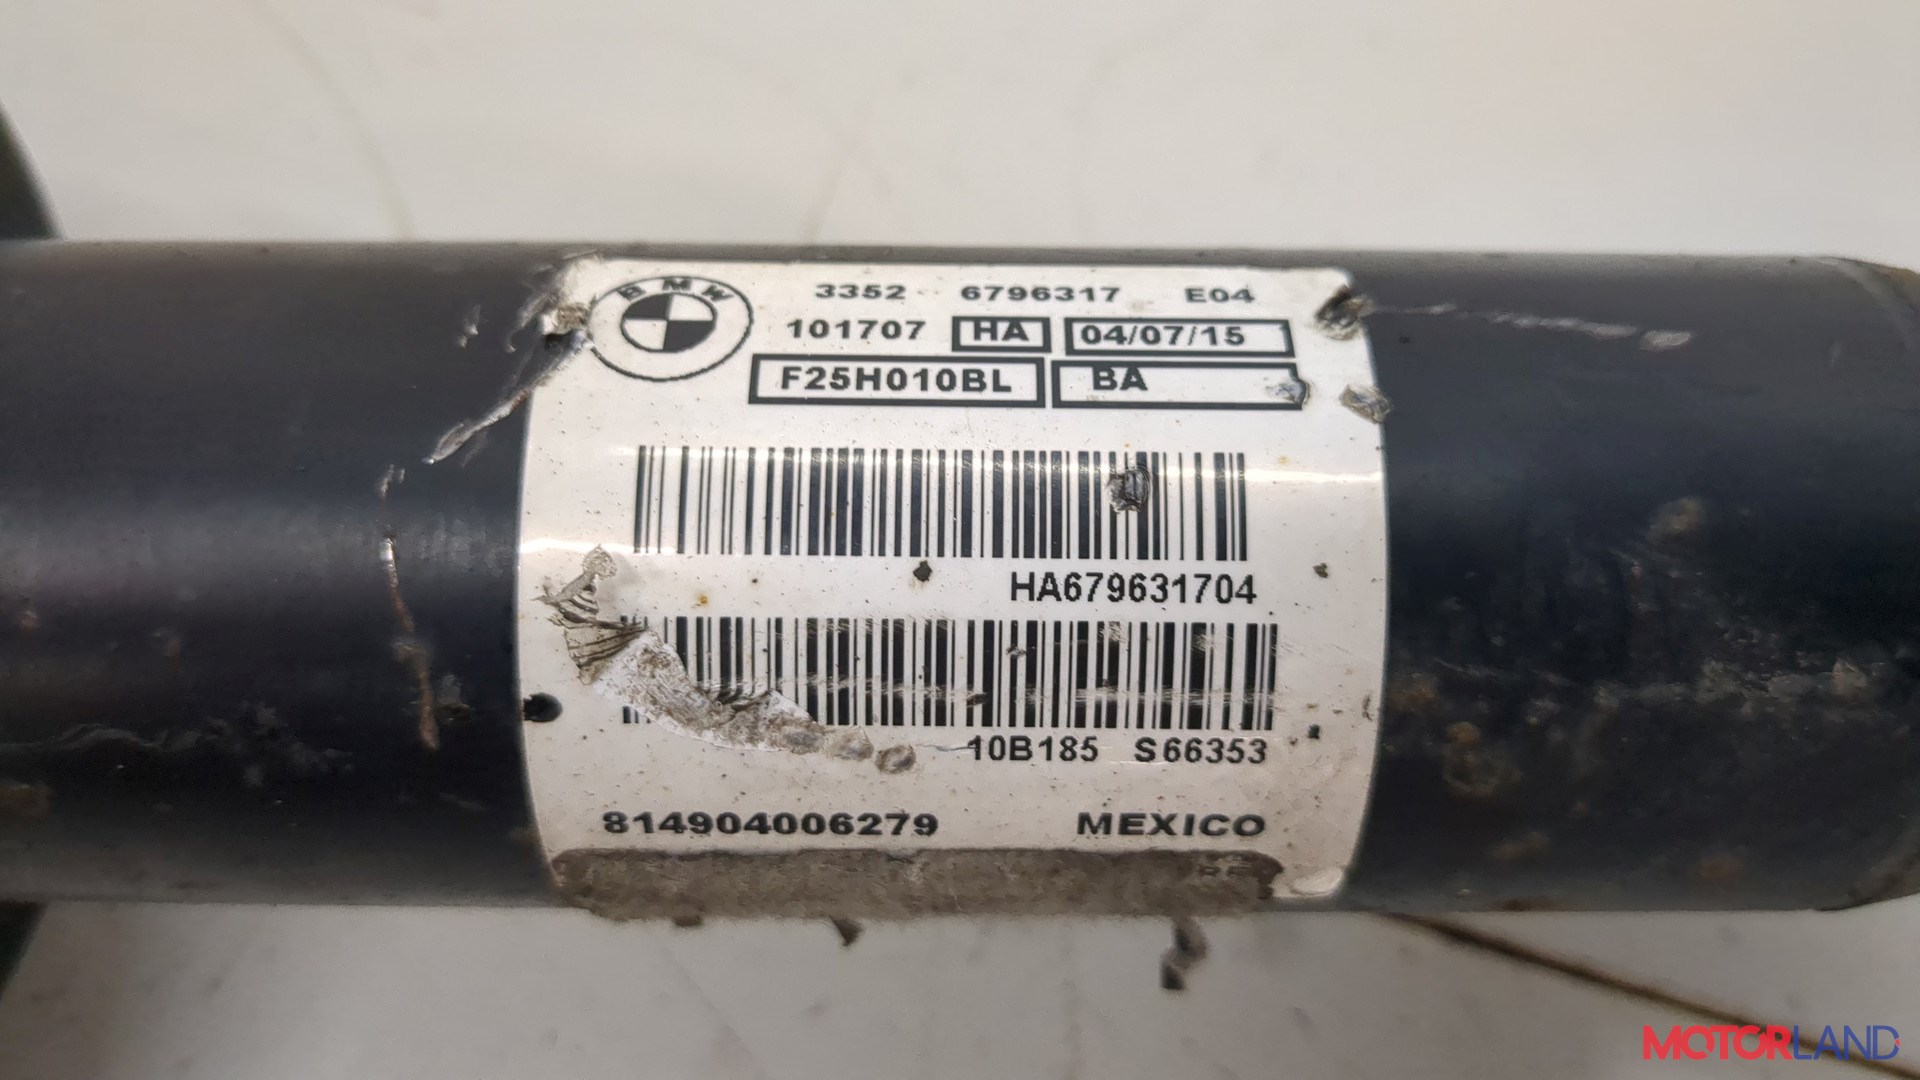 BMW
3352 6796317 E04
101707 HA 04/07/15
F25H010BL BA
HA679631704
10B185 S66353
814904006279 MEXICO
MOTORLAND